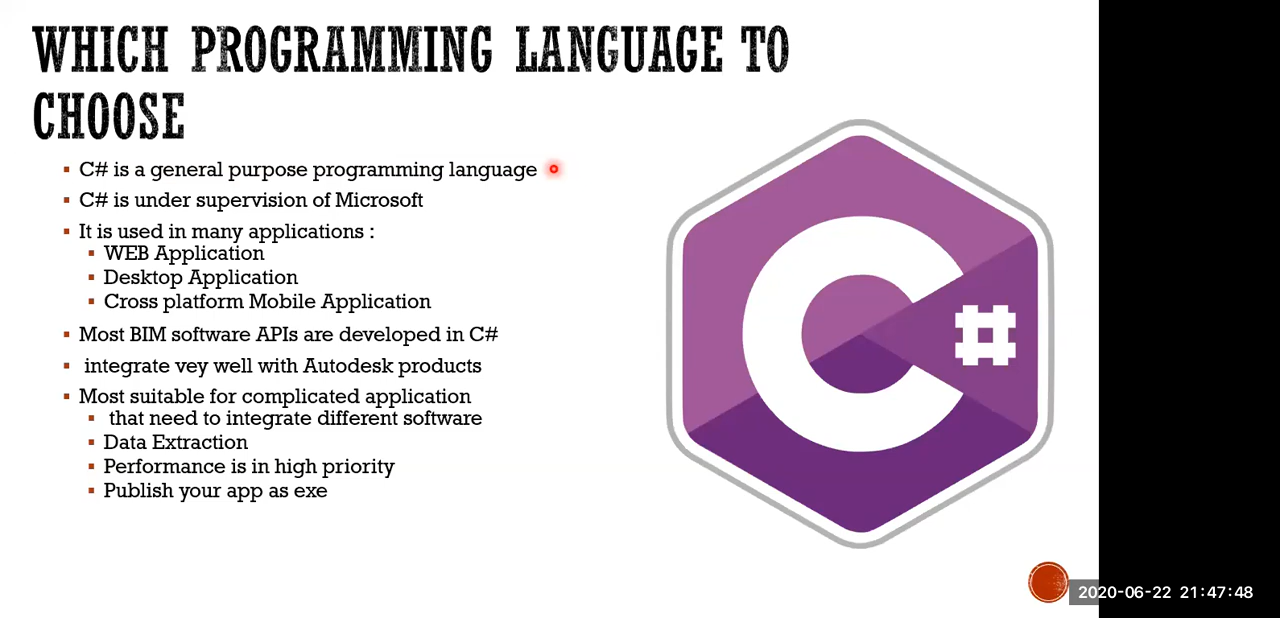 WHICH PROGRAMMING LANGUAGE TO
CHOOSE
▪ C# is a general purpose programming language
▪ C# is under supervision of Microsoft
▪ It is used in many applications :
▪ WEB Application
▪ Desktop Application
▪ Cross platform Mobile Application
▪ Most BIM software APIs are developed in C#
▪ integrate vey well with Autodesk products
▪ Most suitable for complicated application
▪ that need to integrate different software
▪ Data Extraction
▪ Performance is in high priority
▪ Publish your app as exe
C#
2020-06-22 21:47:48